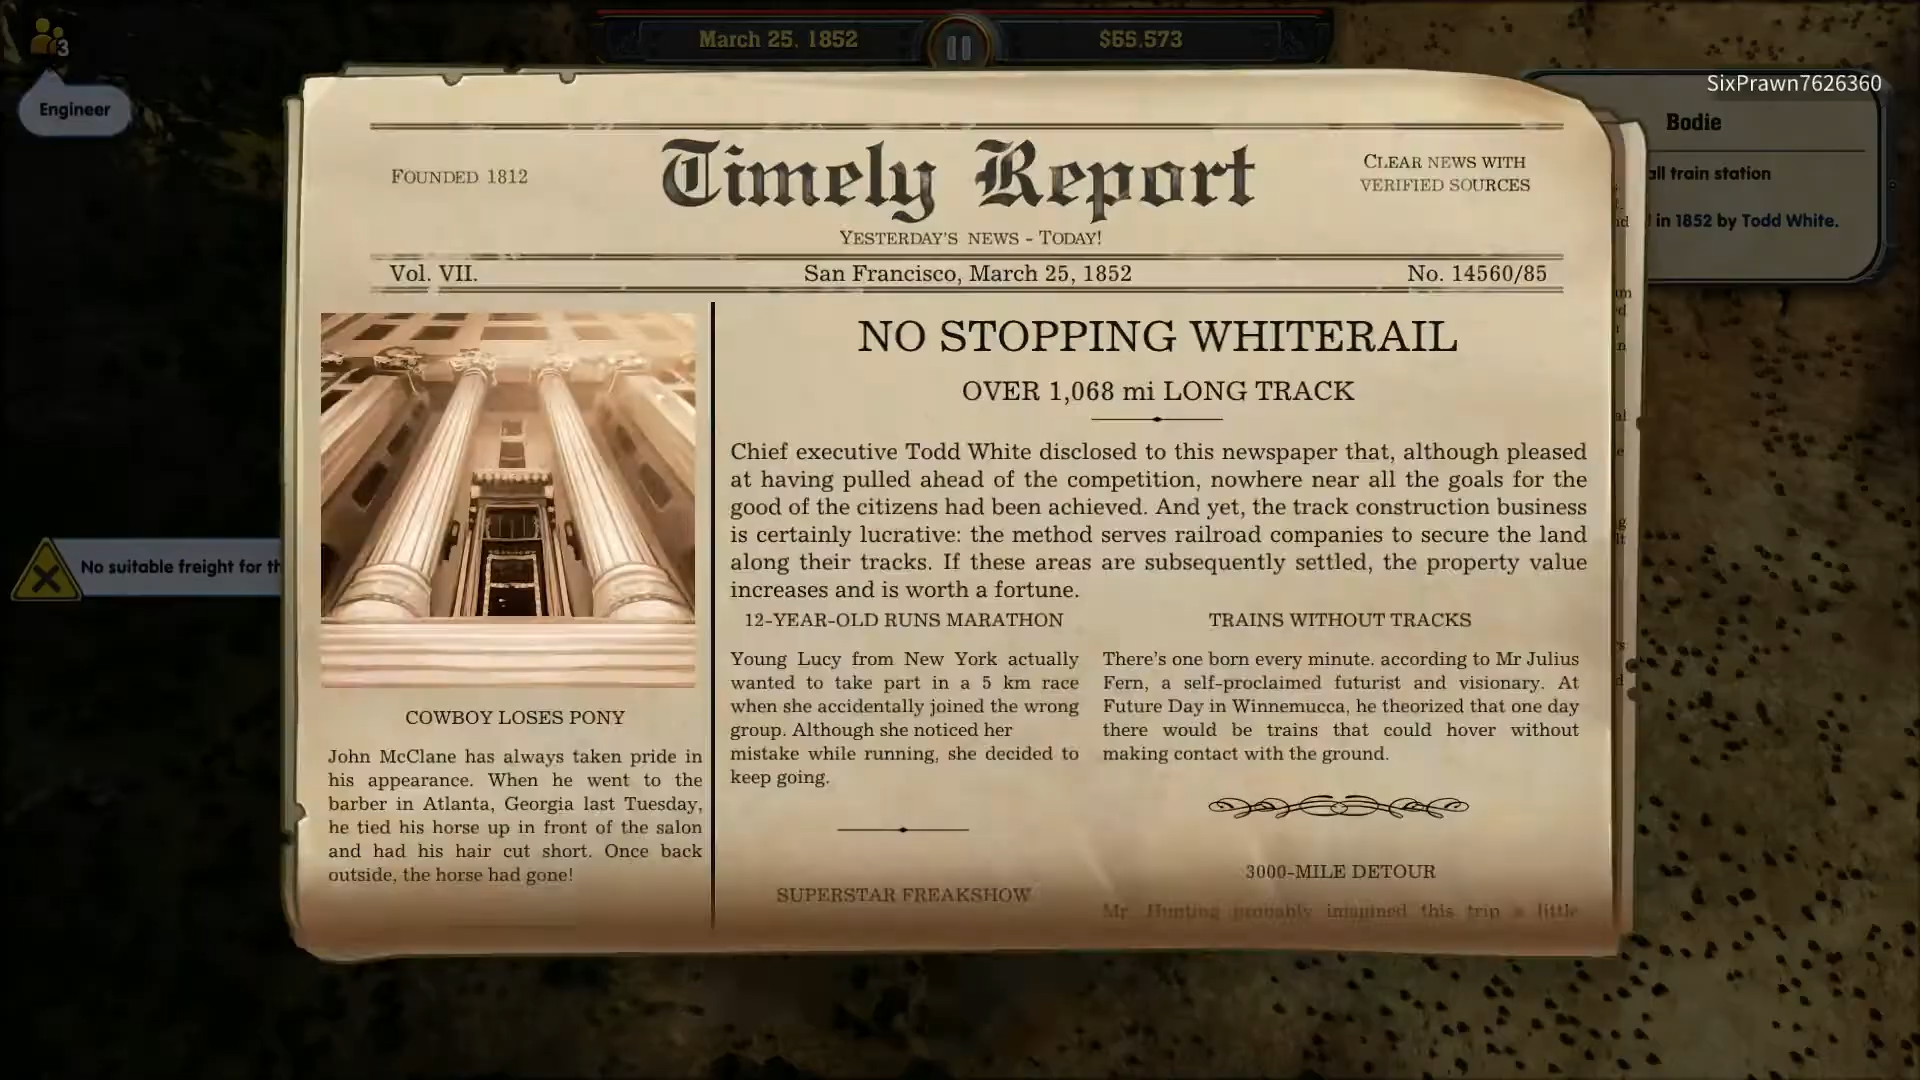 March 25, 1852
$65.573
3
Engineer
SixPrawn7626360
Bodie
all train station
in 1852 by Todd White.
No suitable freight for th
FOUNDED 1812
Timely Report
CLEAR NEWS WITH
VERIFIED SOURCES
YESTERDAY'S NEWS - TODAY!
Vol. VII.
San Francisco, March 25, 1852
No. 14560/85
COWBOY LOSES PONY
John McClane has always taken pride in
his appearance. When he went to the
barber in Atlanta, Georgia last Tuesday,
he tied his horse up in front of the salon
and had his hair cut short. Once back
outside, the horse had gone!
NO STOPPING WHITERAIL
OVER 1,068 mi LONG TRACK
Chief executive Todd White disclosed to this newspaper that, although pleased
at having pulled ahead of the competition, nowhere near all the goals for the
good of the citizens had been achieved. And yet, the track construction business
is certainly lucrative: the method serves railroad companies to secure the land
along their tracks. If these areas are subsequently settled, the property value
increases and is worth a fortune.
12-YEAR-OLD RUNS MARATHON
Young Lucy from New York actually
wanted to take part in a 5 km race
when she accidentally joined the wrong
group. Although she noticed her
mistake while running, she decided to
keep going.
SUPERSTAR FREAKSHOW
TRAINS WITHOUT TRACKS
There's one born every minute. according to Mr Julius
Fern, a self-proclaimed futurist and visionary. At
Future Day in Winnemucca, he theorized that one day
there would be trains that could hover without
making contact with the ground.
3000-MILE DETOUR
Mr. Hunting probably imagined this trip a little